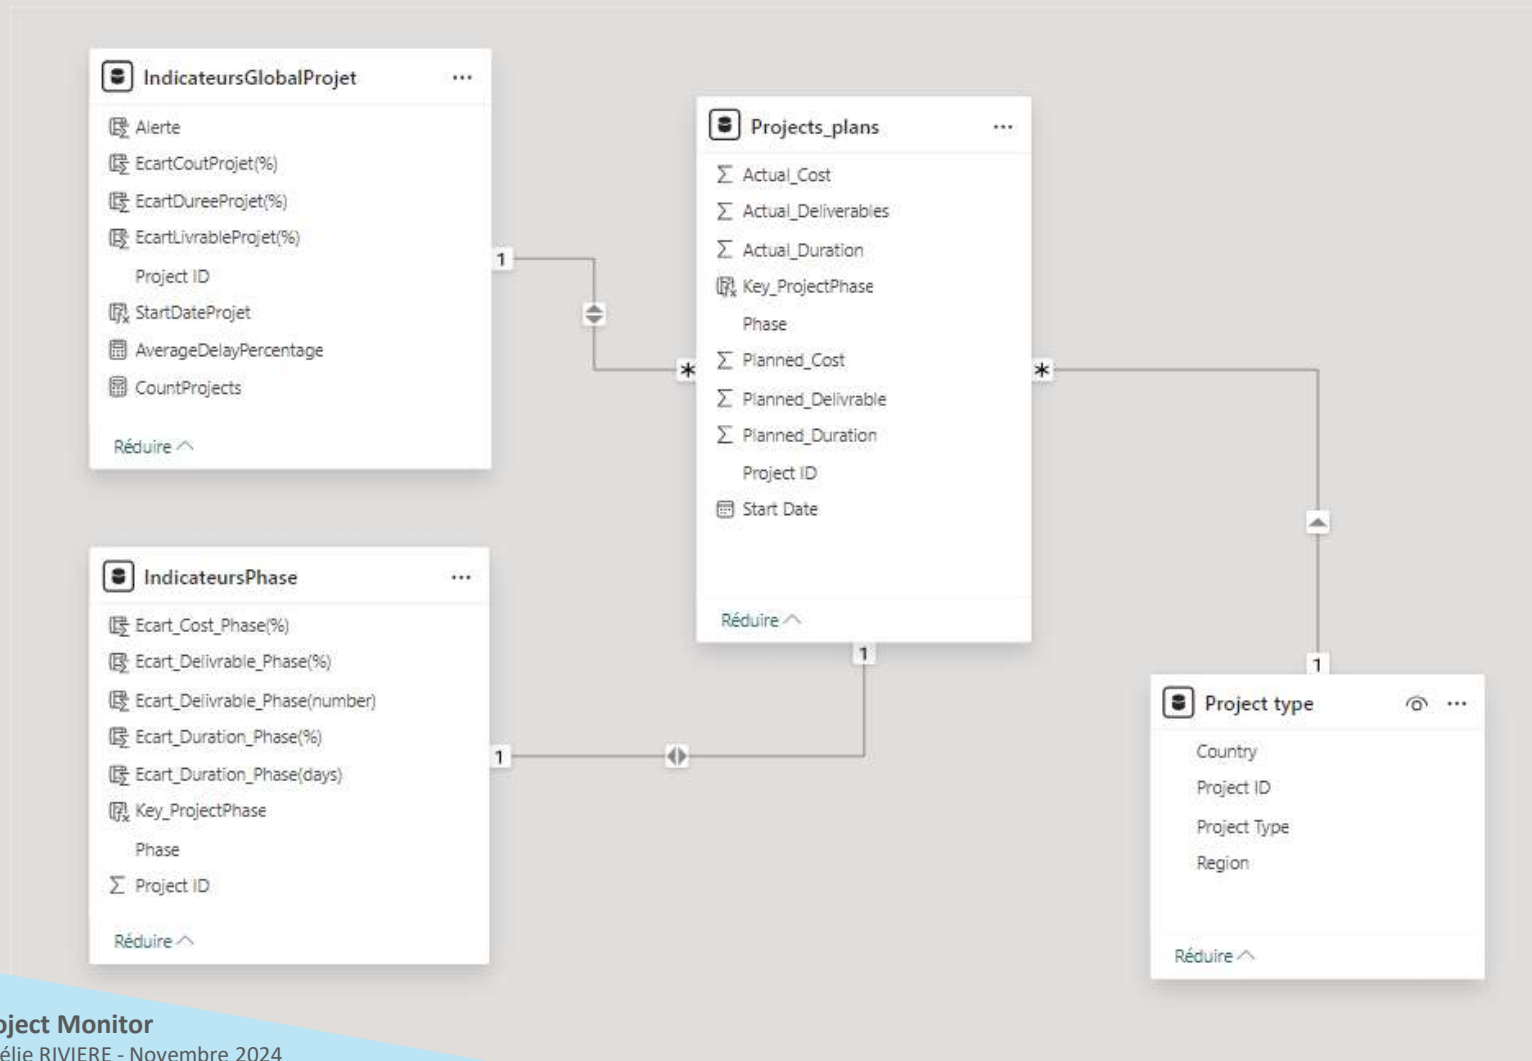 IndicateursGlobalProjet
Alerte
EcartCoutProjet(%)
EcartDureeProjet(%)
EcartLivrableProjet(%)
Project ID
StartDateProjet
AverageDelayPercentage
CountProjects
Réduire
1
*
Projects_plans
Actual_Cost
Actual_Deliverables
Actual_Duration
Key_ProjectPhase
Phase
Planned_Cost
Planned_Delivrable
Planned_Duration
Project ID
Start Date
Réduire
*
1
1
1
IndicateursPhase
Ecart_Cost_Phase(%)
Ecart_Delivrable_Phase(%)
Ecart_Delivrable_Phase(number)
Ecart_Duration_Phase(%)
Ecart_Duration_Phase(days)
Key_ProjectPhase
Phase
Project ID
Réduire
Project type
Country
Project ID
Project Type
Region
Réduire
oject Monitor
élie RIVIERE - Novembre 2024